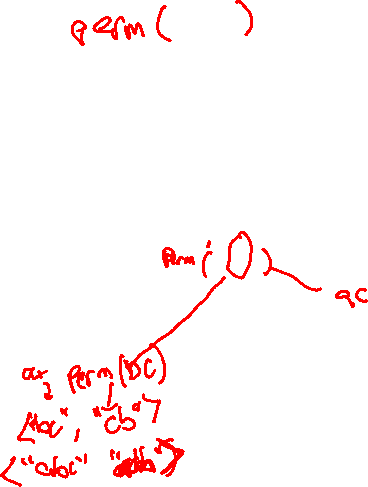 perm( )
perm( )
ac
a+, perm(bc)
["bc", "cb"]
["abc"